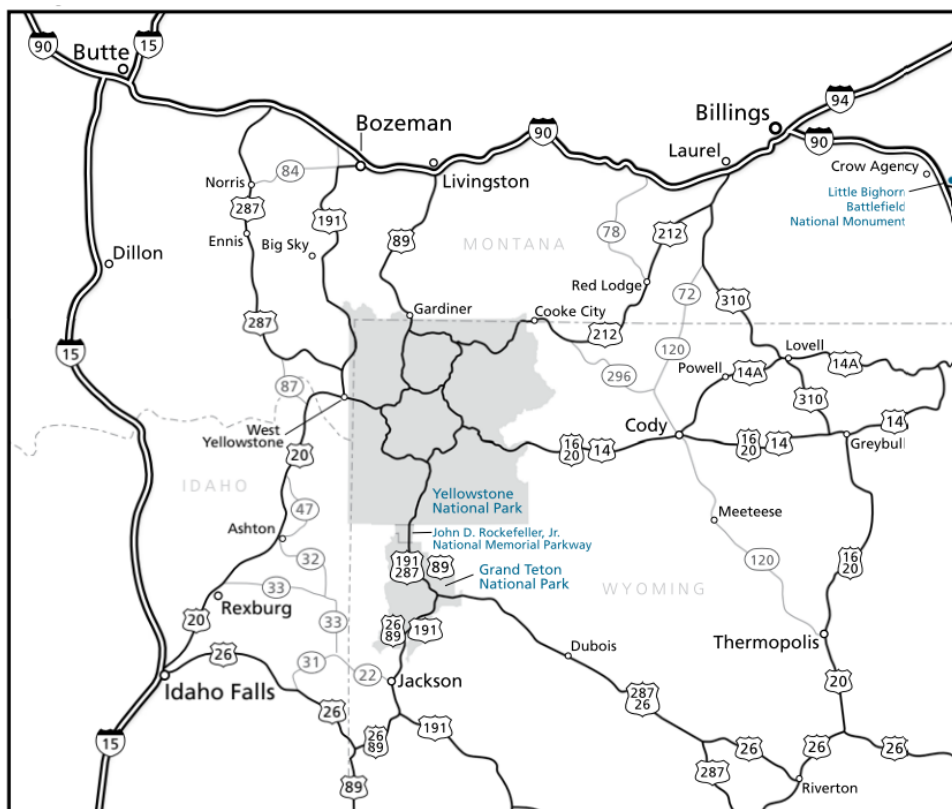 90
15
Butte
94
Billings
Bozeman
90
90
Laurel
Crow Agency
84
Norris
Livingston
Little Bighorn
Battlefield
National Monument
287
191
212
78
Ennis
Big Sky
89
MONTANA
Dillon
Red Lodge
72
310
Gardiner
Cooke City
287
212
15
120
Lovell
296
Powell
14A
14A
87
310
West
Yellowstone
Cody
16
20
14
16
20
14
14
Greybull
20
IDAHO
Yellowstone
National Park
47
Meeteese
Ashton
John D. Rockefeller, Jr.
National Memorial Parkway
32
191
287
89
Grand Teton
National Park
120
16
20
33
WYOMING
Rexburg
20
33
26
89
191
Thermopolis
26
Dubois
31
22
20
Idaho Falls
Jackson
287
26
26
15
26
89
191
26
26
26
287
89
Riverton